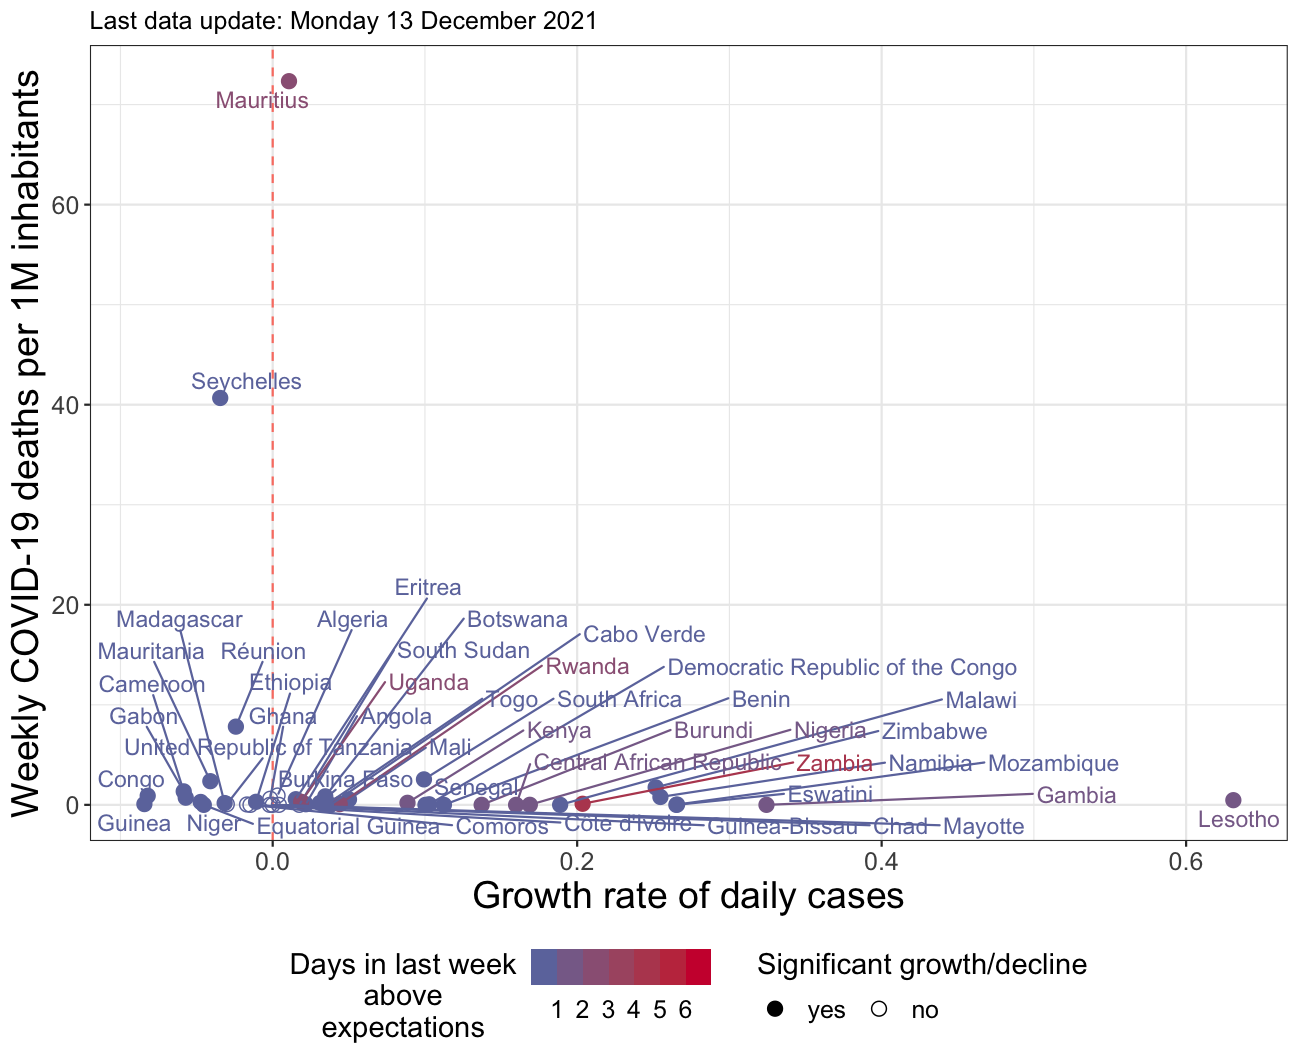 Last data update: Monday 13 December 2021
Weekly COVID-19 deaths per 1M inhabitants
60
40
20
0
Mauritius
Seychelles
Eritrea
Madagascar
Algeria
Botswana
Cabo Verde
Mauritania
Réunion
South Sudan
Rwanda
Democratic Republic of the Congo
Cameroon
Ethiopia
Uganda
Togo
South Africa
Benin
Malawi
Gabon
Ghana
Angola
Kenya
Burundi
Nigeria
Zimbabwe
United Republic of Tanzania
Mali
Central African Republic
Zambia
Namibia
Mozambique
Congo
Burkina Faso
Senegal
Eswatini
Gambia
Guinea
Niger
Equatorial Guinea
Comoros
Côte d'Ivoire
Guinea-Bissau
Chad
Mayotte
Lesotho
0.0
0.2
0.4
0.6
Growth rate of daily cases
Days in last week
above
expectations
1 2 3 4 5 6
Significant growth/decline
yes
no